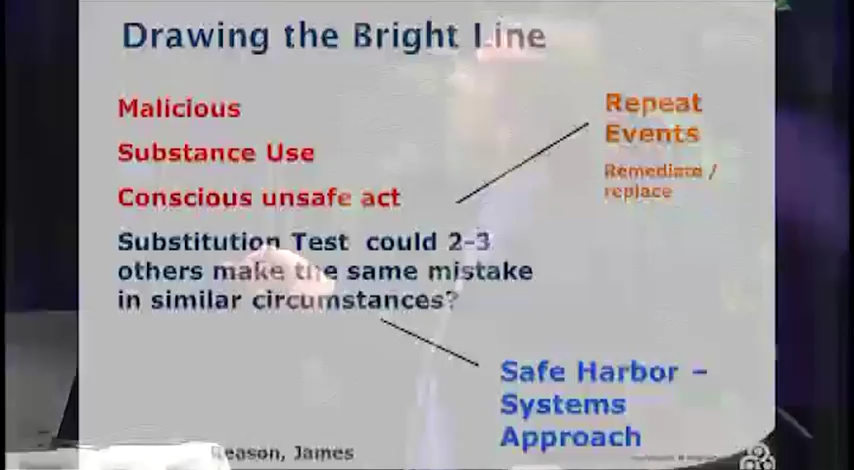 Drawing the Bright Line
Malicious
Substance Use
Conscious unsafe act
Substitution Test could 2-3
others make the same mistake
in similar circumstances?
Repeat
Events
Remediate /
replace
Safe Harbor –
Systems
Approach
Reason, James